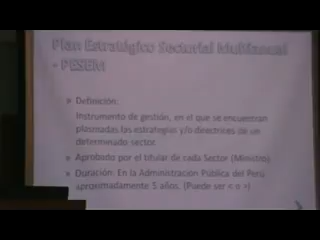 Plan Estratégico Sectorial Multianual
- PESEM
» Definición:
Instrumento de gestión, en el que se encuentran
plasmadas las estrategias y/o directrices de un
determinado sector.
» Aprobado por el titular de cada Sector (Ministro)
» Duración: En la Administración Pública del Perú
aproximadamente 5 años. (Puede ser < o >)